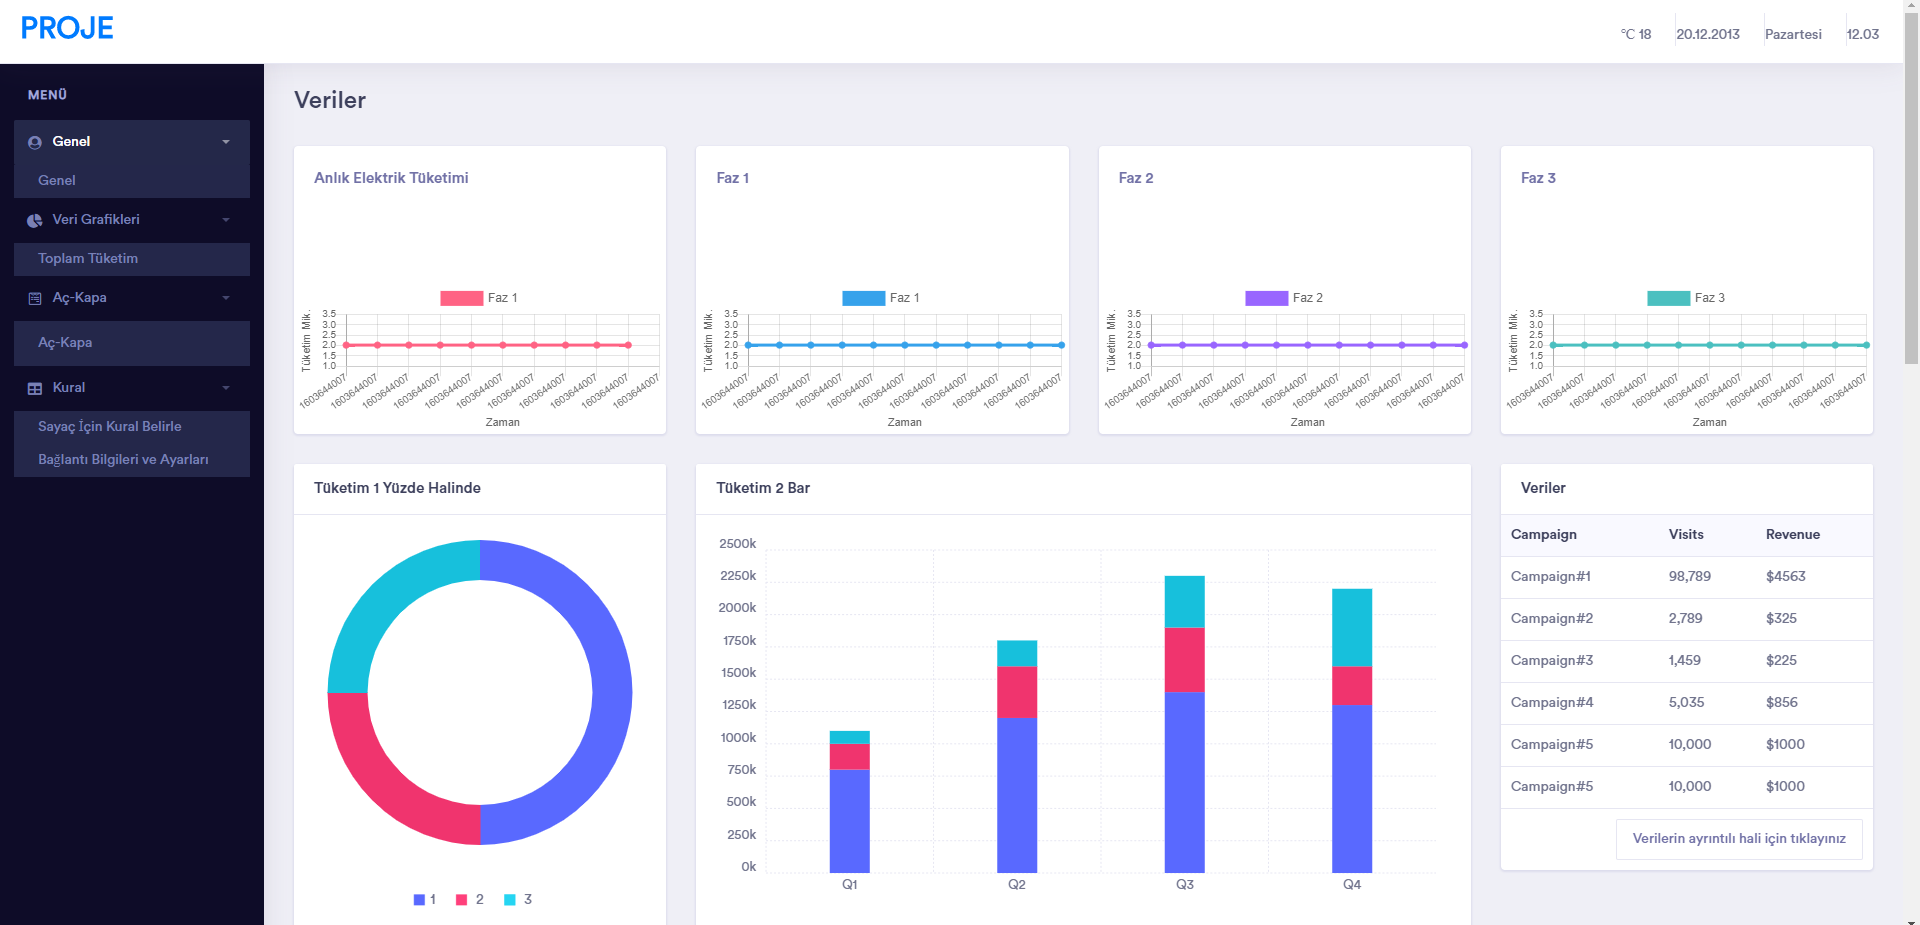 PROJE
°C 18
20.12.2013
Pazartesi
12.03
MENÜ
Genel
Genel
Veri Grafikleri
Toplam Tüketim
Aç-Kapa
Aç-Kapa
Kural
Sayaç İçin Kural Belirle
Bağlantı Bilgileri ve Ayarları
Veriler
Anlık Elektrik Tüketimi
Faz 1
Tüketim Mik.
3.5
3.0
2.5
2.0
1.5
1.0
1603644007 1603644007 1603644007 1603644007 1603644007 1603644007 1603644007 1603644007 1603644007 1603644007 1603644007
Zaman
Faz 1
Faz 1
Tüketim Mik.
3.5
3.0
2.5
2.0
1.5
1.0
1603644007 1603644007 1603644007 1603644007 1603644007 1603644007 1603644007 1603644007 1603644007 1603644007 1603644007
Zaman
Faz 2
Faz 2
Tüketim Mik.
3.5
3.0
2.5
2.0
1.5
1.0
1603644007 1603644007 1603644007 1603644007 1603644007 1603644007 1603644007 1603644007 1603644007 1603644007 1603644007
Zaman
Faz 3
Faz 3
Tüketim Mik.
3.5
3.0
2.5
2.0
1.5
1.0
1603644007 1603644007 1603644007 1603644007 1603644007 1603644007 1603644007 1603644007 1603644007 1603644007 1603644007
Zaman
Tüketim 1 Yüzde Halinde
1 2 3
Tüketim 2 Bar
2500k
2250k
2000k
1750k
1500k
1250k
1000k
750k
500k
250k
0k
Q1 Q2 Q3 Q4
Veriler
Campaign Visits Revenue
Campaign#1 98,789 $4563
Campaign#2 2,789 $325
Campaign#3 1,459 $225
Campaign#4 5,035 $856
Campaign#5 10,000 $1000
Campaign#5 10,000 $1000
Verilerin ayrıntılı hali için tıklayınız